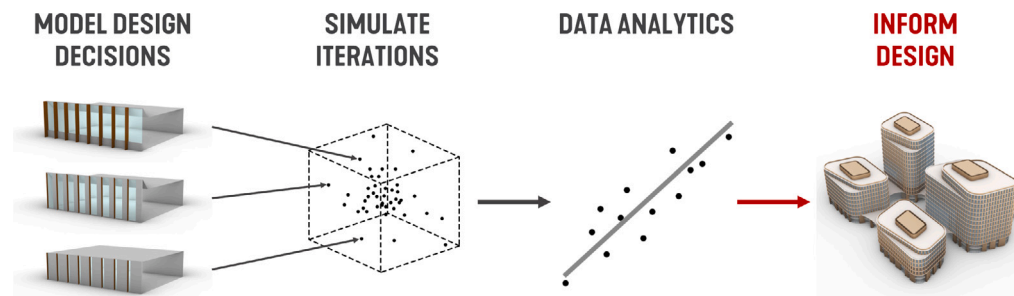 MODEL DESIGN
DECISIONS
SIMULATE
ITERATIONS
DATA ANALYTICS
INFORM
DESIGN